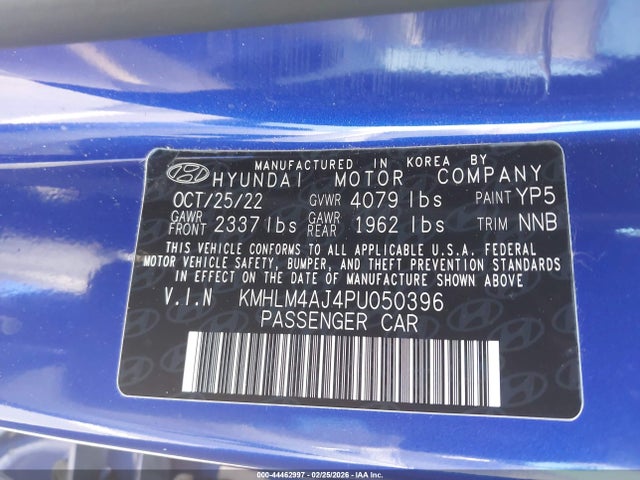 MANUFACTURED IN KOREA BY
HYUNDAI MOTOR COMPANY
OCT/25/22 GVWR 4079 lbs PAINT YP5
GAWR FRONT 2337 lbs GAWR REAR 1962 lbs TRIM NNB
THIS VEHICLE CONFORMS TO ALL APPLICABLE U.S.A. FEDERAL
MOTOR VEHICLE SAFETY, BUMPER, AND THEFT PREVENTION STANDARDS
IN EFFECT ON THE DATE OF MANUFACTURE SHOWN ABOVE
V.I.N KMHLM4AJ4PU050396
PASSENGER CAR
000-44462997 - 02/25/2026 - IAA Inc.